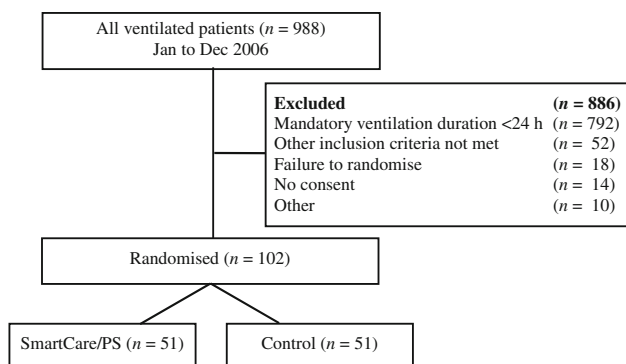 All ventilated patients (n = 988)
Jan to Dec 2006
Excluded (n = 886)
Mandatory ventilation duration <24 h (n = 792)
Other inclusion criteria not met (n = 52)
Failure to randomise (n = 18)
No consent (n = 14)
Other (n = 10)
Randomised (n = 102)
SmartCare/PS (n = 51)
Control (n = 51)